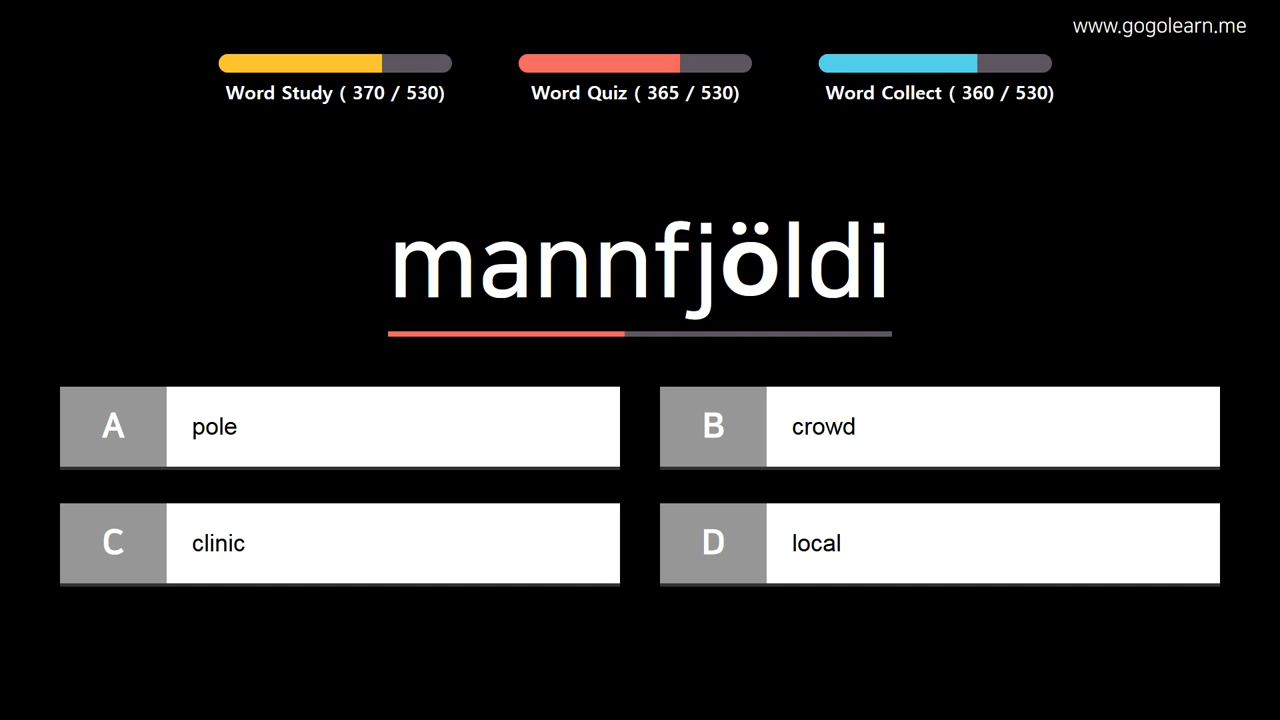 www.gogolearn.me
Word Study ( 370 / 530)
Word Quiz ( 365 / 530)
Word Collect ( 360 / 530)
mannfjöldi
A pole
B crowd
C clinic
D local